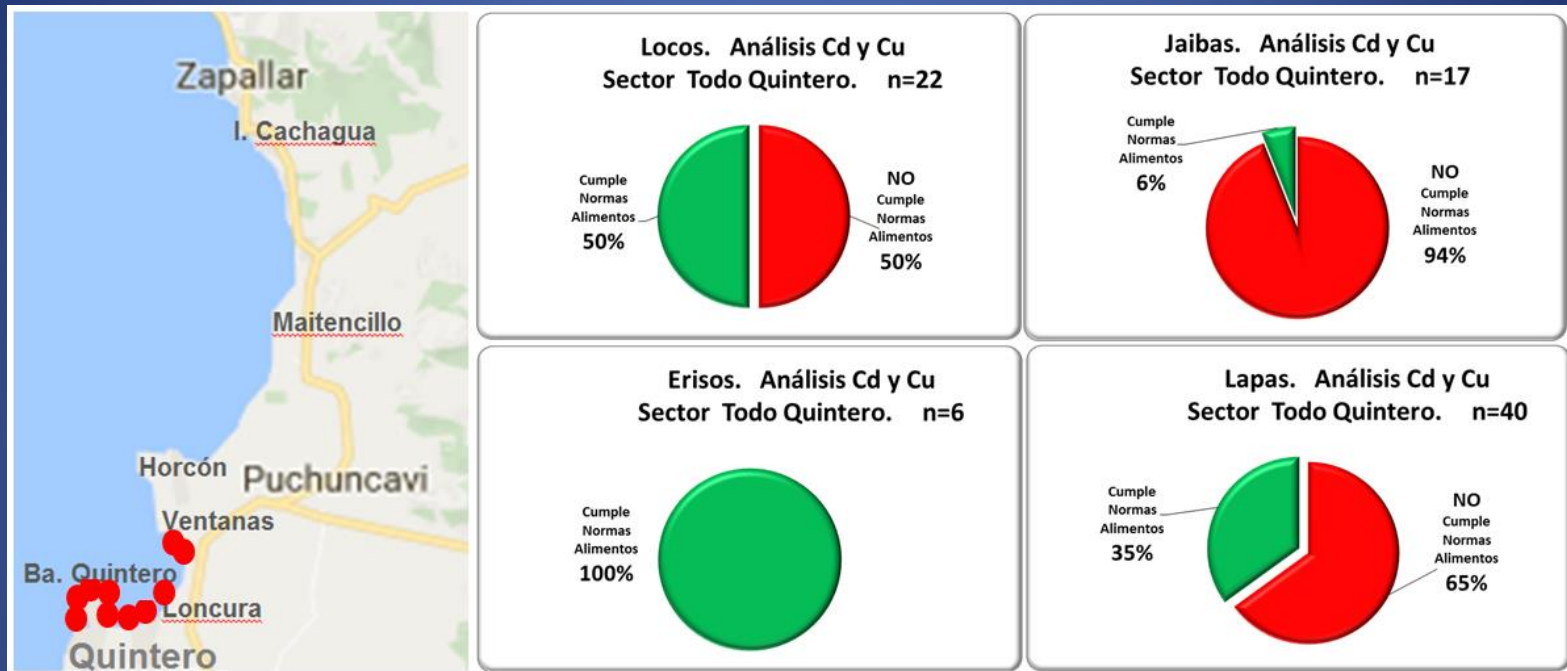 Zapallar
I. Cachagua
Maitencillo
Horcón
Puchuncavi
Ventanas
Ba. Quintero
Loncura
Quintero
Locos. Análisis Cd y Cu
Sector Todo Quintero. n=22
Cumple
Normas
Alimentos
50%
NO
Cumple
Normas
Alimentos
50%
Jaibas. Análisis Cd y Cu
Sector Todo Quintero. n=17
Cumple
Normas
Alimentos
6%
NO
Cumple
Normas
Alimentos
94%
Erisos. Análisis Cd y Cu
Sector Todo Quintero. n=6
Cumple
Normas
Alimentos
100%
Lapas. Análisis Cd y Cu
Sector Todo Quintero. n=40
Cumple
Normas
Alimentos
35%
NO
Cumple
Normas
Alimentos
65%